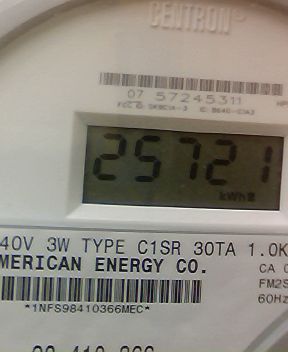 CENTRON®
07 57245311
25721
kWh
40V 3W TYPE C1SR 30TA 1.0K
MERICAN ENERGY CO.
CA 0
FM2S
60Hz
*1NFS98410366MEC*